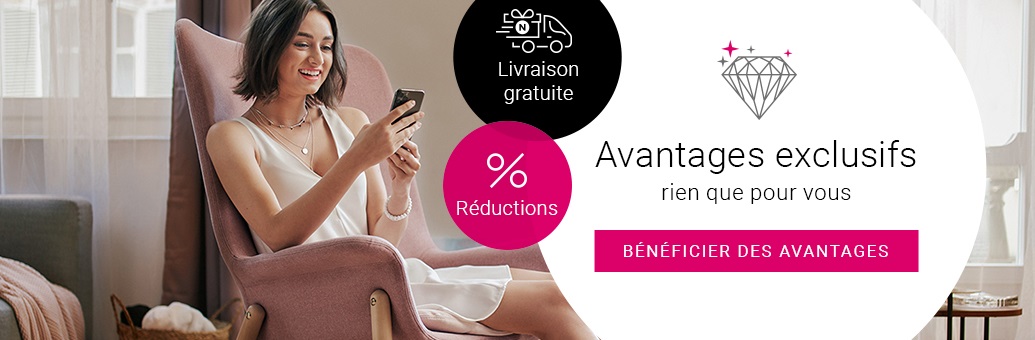 N
Livraison
gratuite
%
Réductions
Avantages exclusifs
rien que pour vous
BÉNÉFICIER DES AVANTAGES